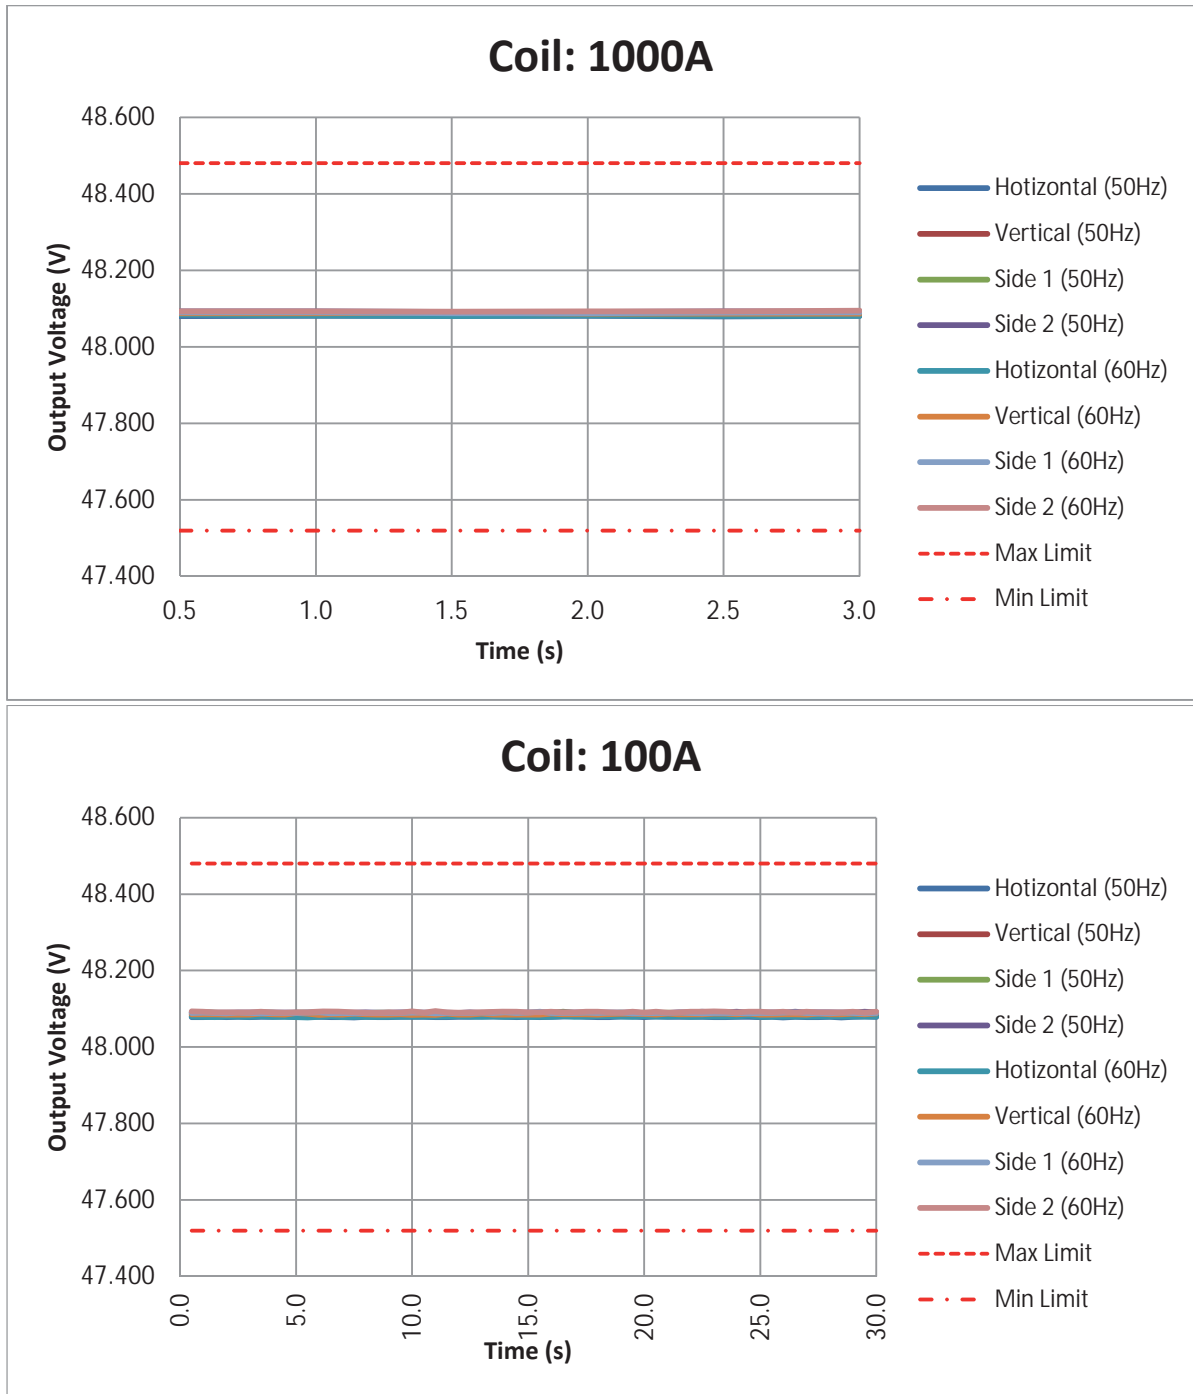 Coil: 1000A
Output Voltage (V)
48.600
48.400
48.200
48.000
47.800
47.600
47.400
0.5 1.0 1.5 2.0 2.5 3.0
Time (s)
Hotizontal (50Hz)
Vertical (50Hz)
Side 1 (50Hz)
Side 2 (50Hz)
Hotizontal (60Hz)
Vertical (60Hz)
Side 1 (60Hz)
Side 2 (60Hz)
Max Limit
Min Limit
Coil: 100A
Output Voltage (V)
48.600
48.400
48.200
48.000
47.800
47.600
47.400
0.0 5.0 10.0 15.0 20.0 25.0 30.0
Time (s)
Hotizontal (50Hz)
Vertical (50Hz)
Side 1 (50Hz)
Side 2 (50Hz)
Hotizontal (60Hz)
Vertical (60Hz)
Side 1 (60Hz)
Side 2 (60Hz)
Max Limit
Min Limit